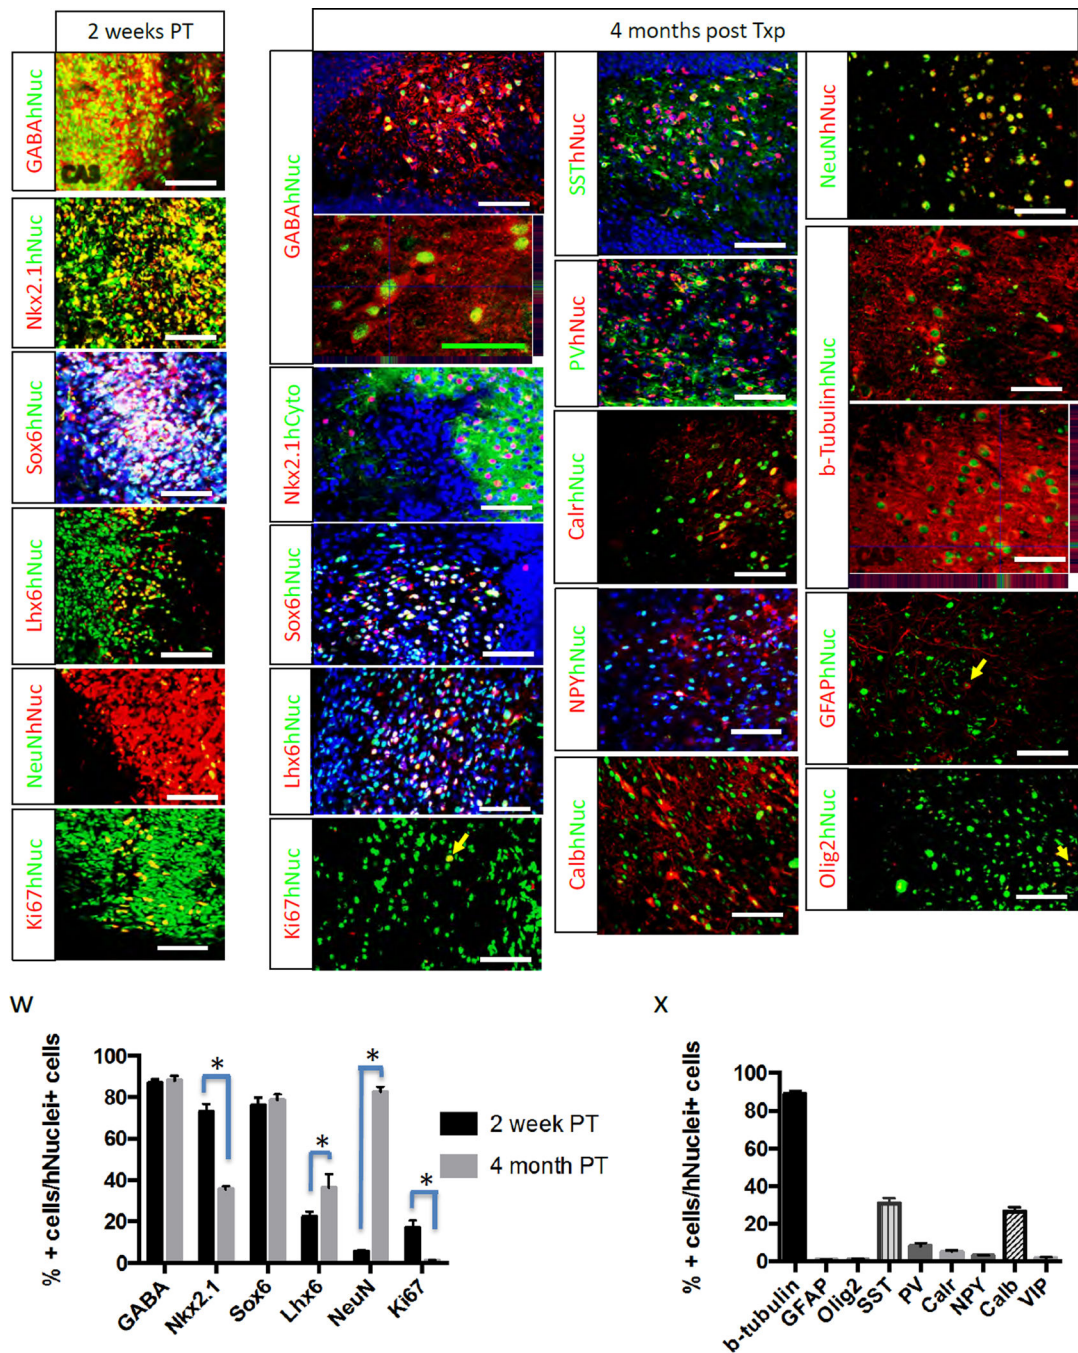 2 weeks PT
4 months post Txp
GABAhNuc
CAS
Nkx2.1hNuc
Sox6hNuc
Lhx6hNuc
NeuNhNuc
Ki67hNuc
GABAhNuc
Nkx2.1hCyto
Sox6hNuc
Lhx6hNuc
Ki67hNuc
SSThNuc
PVhNuc
CalrhNuc
NPYhNuc
CalbhNuc
NeuNhNuc
b-TubulinhNuc
GFAPhNuc
Olig2hNuc
W
% + cells/hNuclei+ cells
100
80
60
40
20
0
* * * *
2 week PT
4 month PT
GABA Nkx2.1 Sox6 Lhx6 NeuN Ki67
X
% + cells/hNuclei+ cells
100
80
60
40
20
0
b-tubulin GFAP Olig2 SST PV Calr NPY Calb VIP